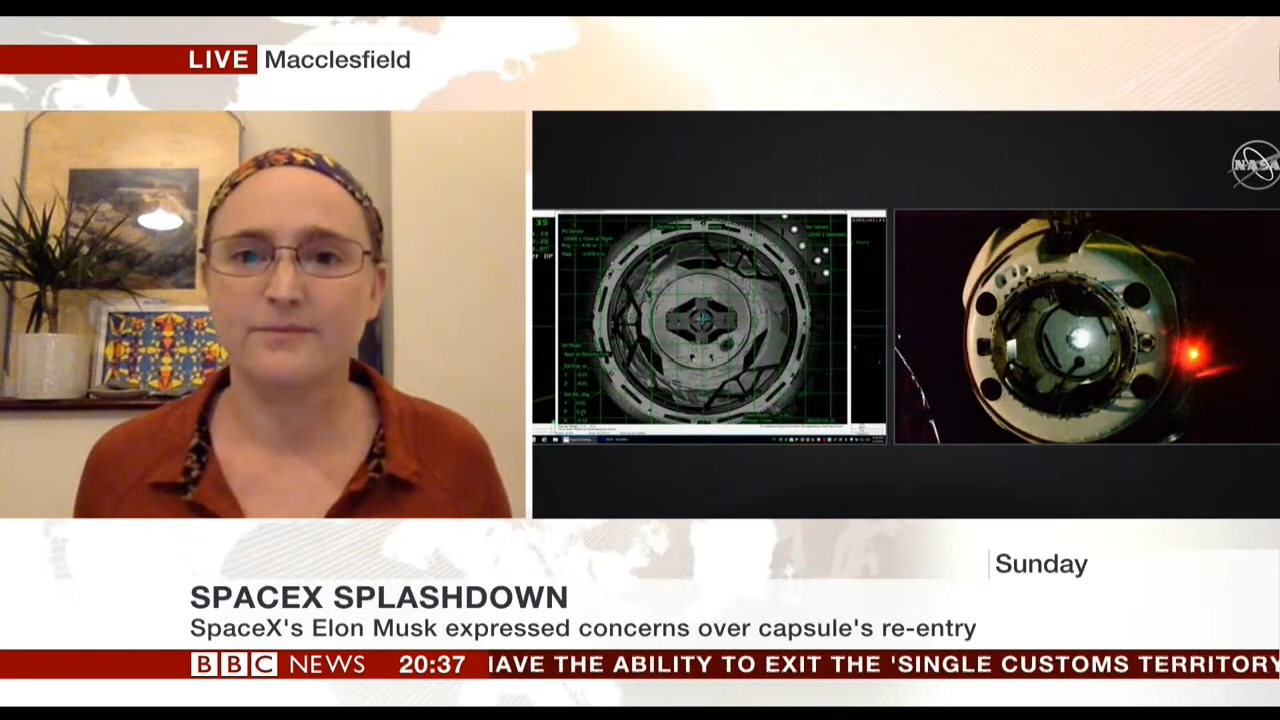 LIVE Macclesfield
NASA
Sunday
SPACEX SPLASHDOWN
SpaceX's Elon Musk expressed concerns over capsule's re-entry
BBC NEWS 20:37 IAVE THE ABILITY TO EXIT THE 'SINGLE CUSTOMS TERRITORY